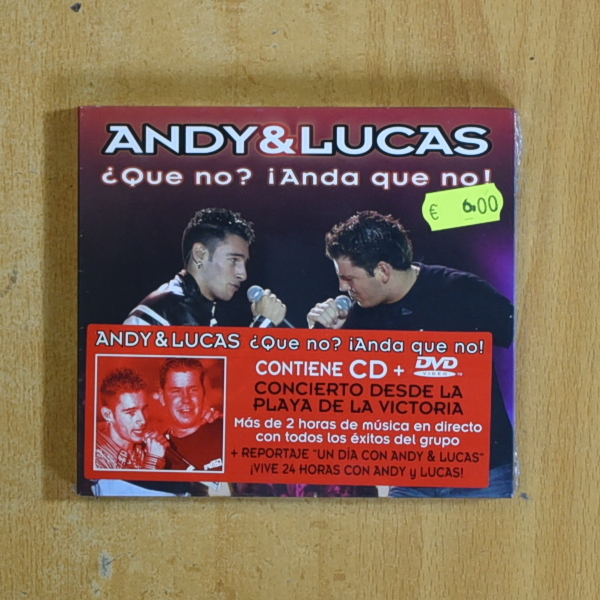 ANDY&LUCAS
¿Que no? ¡Anda que no!
€ 6.00
ANDY & LUCAS ¿Que no? ¡Anda que no!
CONTIENE CD + DVD
VIDEO
CONCIERTO DESDE LA
PLAYA DE LA VICTORIA
Más de 2 horas de música en directo
con todos los éxitos del grupo
+ REPORTAJE "UN DÍA CON ANDY & LUCAS"
¡VIVE 24 HORAS CON ANDY y LUCAS!